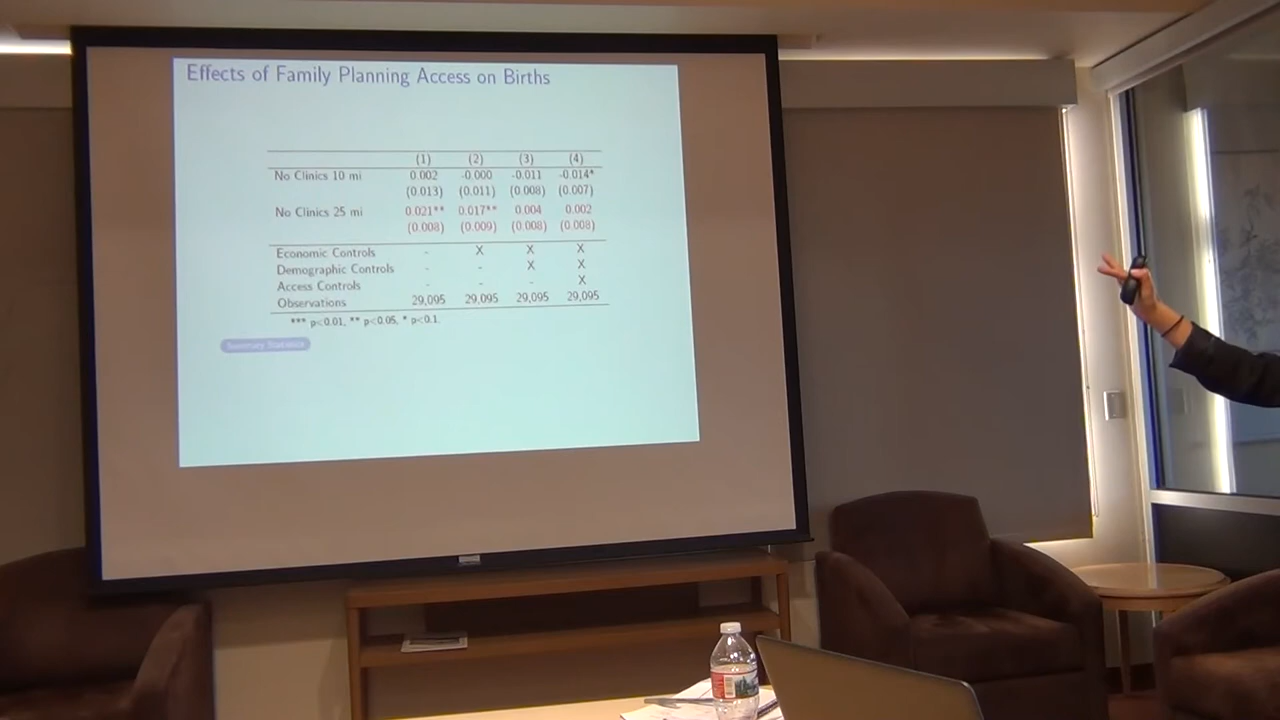 Effects of Family Planning Access on Births
(1) (2) (3) (4)
No Clinics 10 mi 0.002 -0.000 -0.011 -0.014*
(0.013) (0.011) (0.008) (0.007)
No Clinics 25 mi 0.021** 0.017** 0.004 0.002
(0.008) (0.009) (0.008) (0.008)
Economic Controls - X X X
Demographic Controls - - X X
Access Controls - - - X
Observations 29,095 29,095 29,095 29,095
*** p<0.01, ** p<0.05, * p<0.1.
Summary Statistics